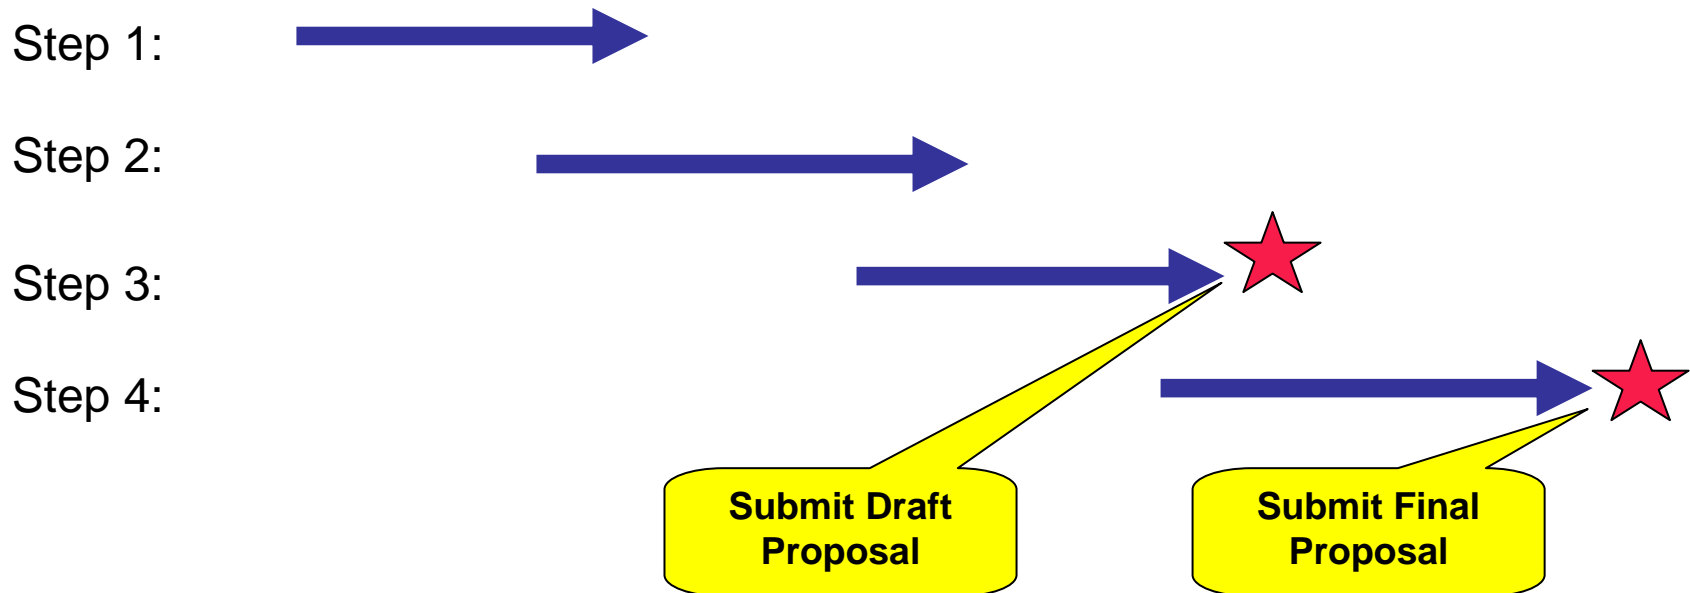 Step 1:
Step 2:
Step 3:
Step 4:
Submit Draft
Proposal
Submit Final
Proposal